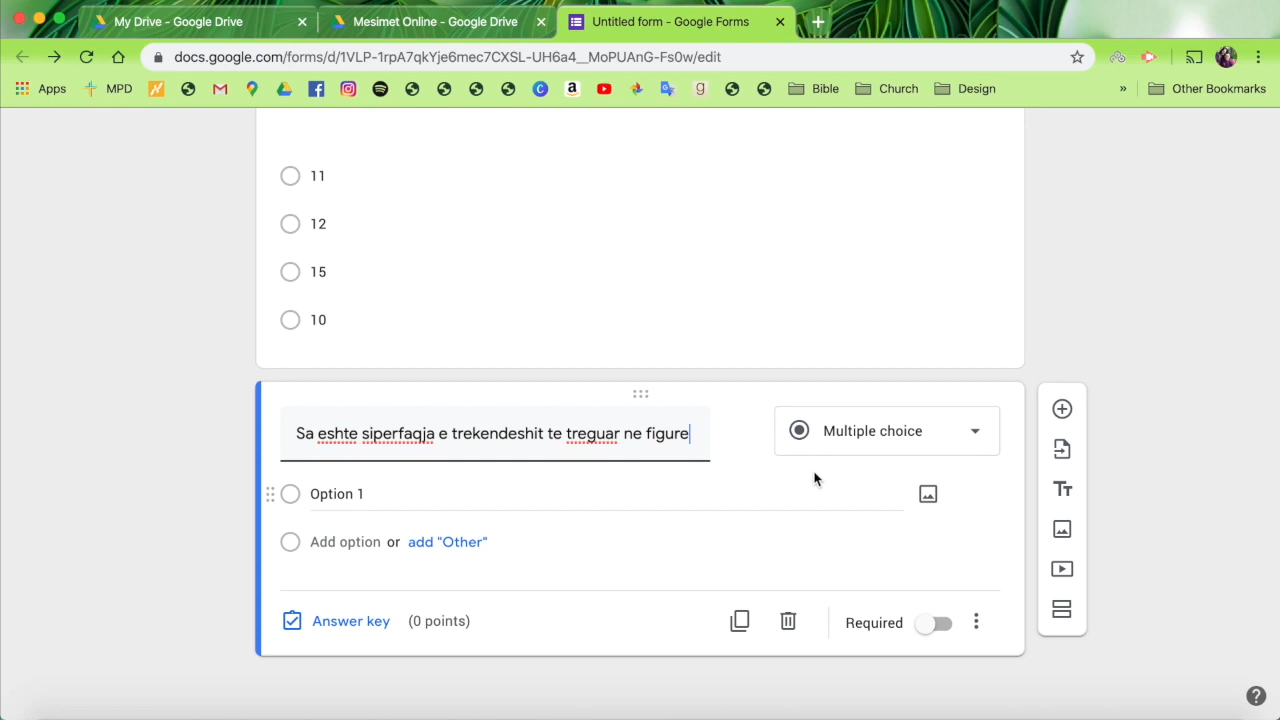 My Drive - Google Drive
Mesimet Online - Google Drive
Untitled form - Google Forms
docs.google.com/forms/d/1VLP-1rpA7qkYje6mec7CXSL-UH6a4__MoPUAnG-Fs0w/edit
Apps MPD Bible Church Design » Other Bookmarks
11
12
15
10
Sa eshte siperfaqja e trekendeshit te treguar ne figure
Multiple choice
Option 1
Add option or add "Other"
Answer key (0 points)
Required